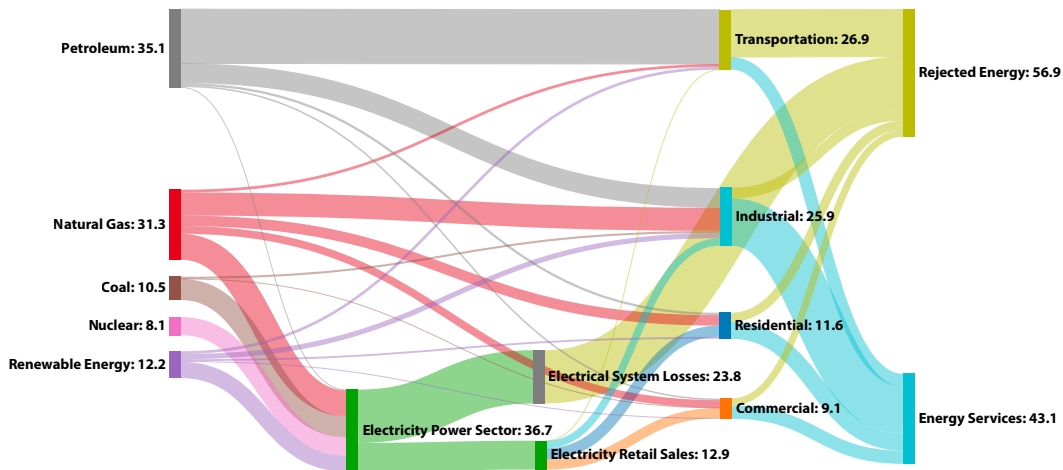 Petroleum: 35.1
Transportation: 26.9
Rejected Energy: 56.9
Natural Gas: 31.3
Industrial: 25.9
Coal: 10.5
Nuclear: 8.1
Residential: 11.6
Renewable Energy: 12.2
Electrical System Losses: 23.8
Commercial: 9.1
Energy Services: 43.1
Electricity Power Sector: 36.7
Electricity Retail Sales: 12.9